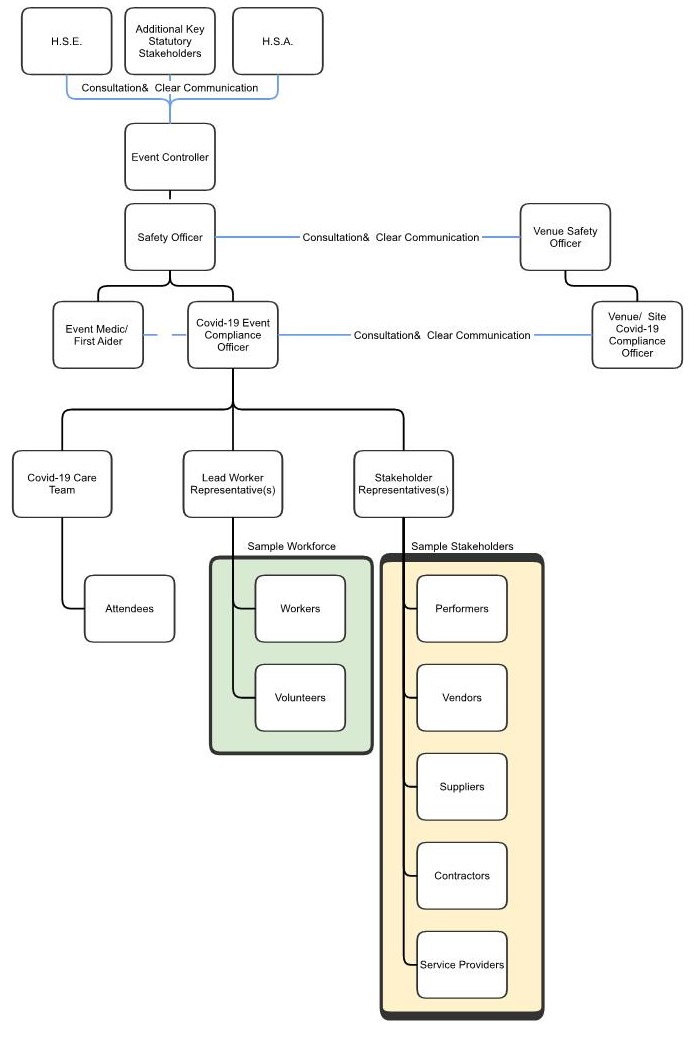 H.S.E.
Additional Key
Statutory
Stakeholders
H.S.A.
Consultation&  Clear Communication
Event Controller
Safety Officer
Consultation&  Clear Communication
Venue Safety
Officer
Event Medic/
First Aider
Covid-19 Event
Compliance
Officer
Consultation&  Clear Communication
Venue/  Site
Covid-19
Compliance
Officer
Covid-19 Care
Team
Lead Worker
Representative(s)
Stakeholder
Representatives(s)
Sample Workforce
Sample Stakeholders
Attendees
Workers
Performers
Volunteers
Vendors
Suppliers
Contractors
Service Providers